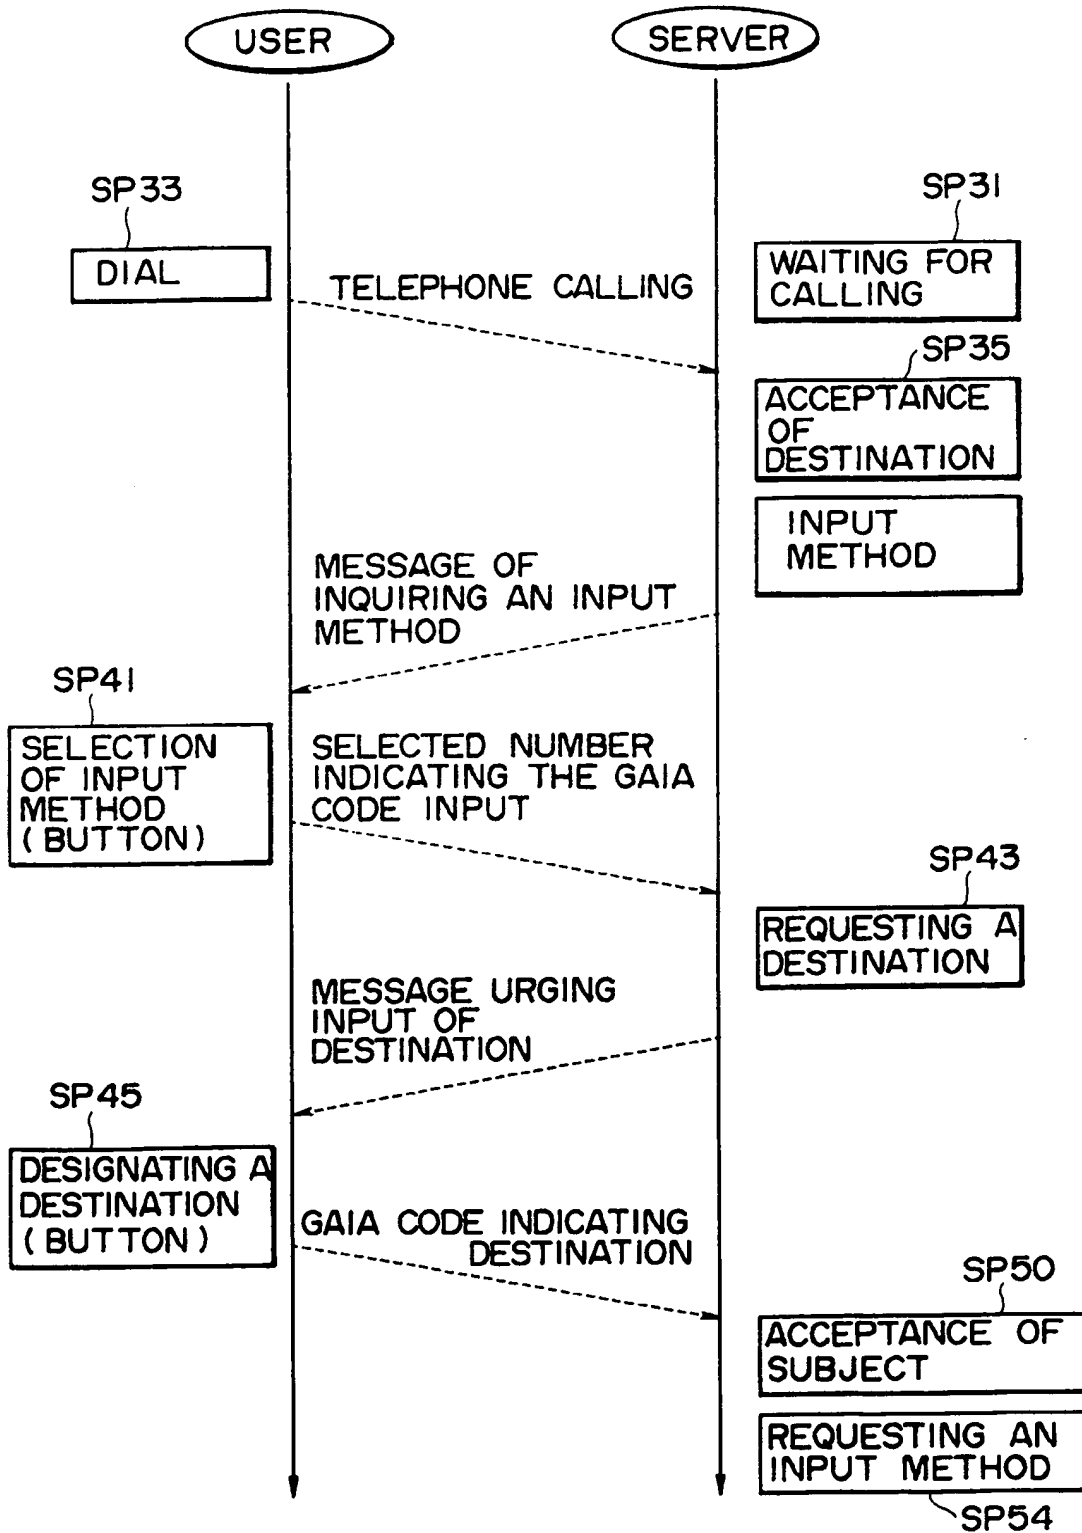 USER
SERVER
SP33
SP31
DIAL
WAITING FOR
CALLING
TELEPHONE CALLING
SP35
ACCEPTANCE
OF
DESTINATION
INPUT
METHOD
MESSAGE OF
INQUIRING AN INPUT
METHOD
SP41
SELECTION
OF INPUT
METHOD
(BUTTON)
SELECTED NUMBER
INDICATING THE GAIA
CODE INPUT
SP43
REQUESTING A
DESTINATION
MESSAGE URGING
INPUT OF
DESTINATION
SP45
DESIGNATING A
DESTINATION
(BUTTON)
GAIA CODE INDICATING
DESTINATION
SP50
ACCEPTANCE OF
SUBJECT
REQUESTING AN
INPUT METHOD
SP54